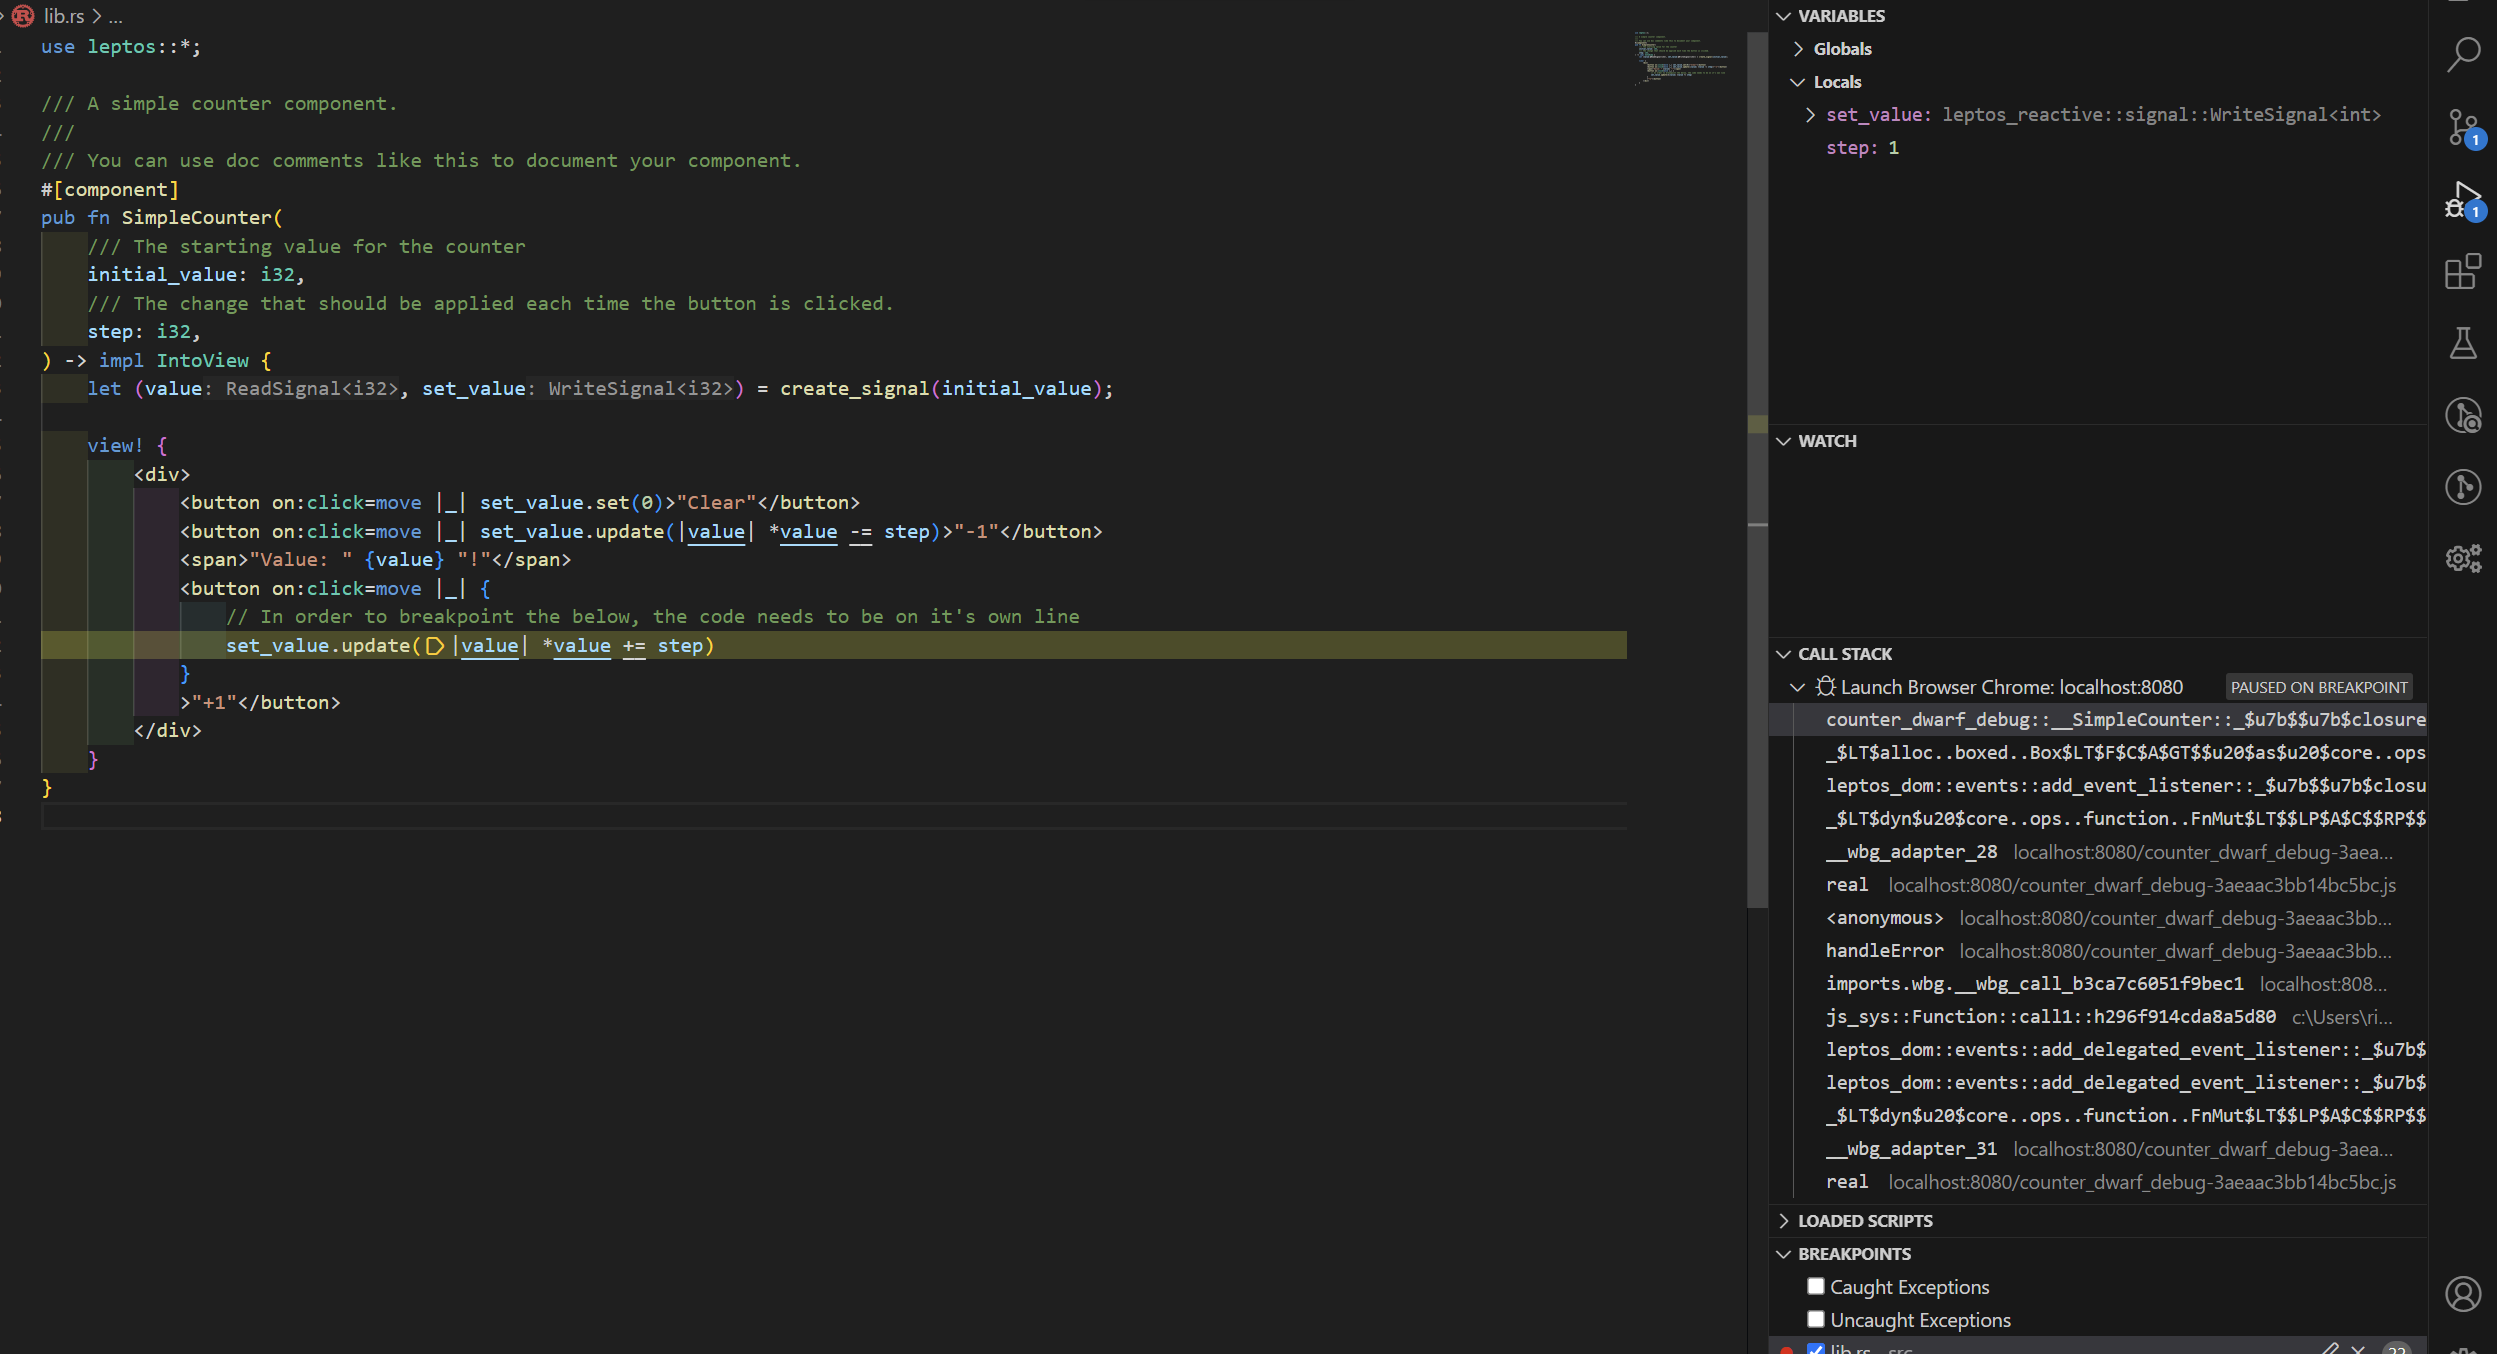 lib.rs > ...
use leptos::*;
/// A simple counter component.
///
/// You can use doc comments like this to document your component.
#[component]
pub fn SimpleCounter(
/// The starting value for the counter
initial_value: i32,
/// The change that should be applied each time the button is clicked.
step: i32,
) -> impl IntoView {
let (value: ReadSignal<i32>, set_value: WriteSignal<i32>) = create_signal(initial_value);
view! {
<div>
<button on:click=move |_| set_value.set(0)>"Clear"</button>
<button on:click=move |_| set_value.update(|value| *value -= step)>"-1"</button>
<span>"Value: " {value} "!"</span>
<button on:click=move |_| {
// In order to breakpoint the below, the code needs to be on it's own line
set_value.update(|value| *value += step)
}
>"+1"</button>
</div>
}
}
VARIABLES
Globals
Locals
set_value: leptos_reactive::signal::WriteSignal<int>
step: 1
WATCH
CALL STACK
Launch Browser Chrome: localhost:8080 PAUSED ON BREAKPOINT
counter_dwarf_debug::__SimpleCounter::_$u7b$$u7b$closure
_$LT$alloc..boxed..Box$LT$F$C$A$GT$$u20$as$u20$core..ops
leptos_dom::events::add_event_listener::_$u7b$$u7b$closu
_$LT$dyn$u20$core..ops..function..FnMut$LT$$LP$A$C$$RP$$
__wbg_adapter_28 localhost:8080/counter_dwarf_debug-3aea...
real localhost:8080/counter_dwarf_debug-3aeaac3bb14bc5bc.js
<anonymous> localhost:8080/counter_dwarf_debug-3aeaac3bb...
handleError localhost:8080/counter_dwarf_debug-3aeaac3bb...
imports.wbg.__wbg_call_b3ca7c6051f9bec1 localhost:808...
js_sys::Function::call1::h296f914cda8a5d80 c:\Users\ri...
leptos_dom::events::add_delegated_event_listener::_$u7b$
leptos_dom::events::add_delegated_event_listener::_$u7b$
_$LT$dyn$u20$core..ops..function..FnMut$LT$$LP$A$C$$RP$$
__wbg_adapter_31 localhost:8080/counter_dwarf_debug-3aea...
real localhost:8080/counter_dwarf_debug-3aeaac3bb14bc5bc.js
LOADED SCRIPTS
BREAKPOINTS
Caught Exceptions
Uncaught Exceptions
lib.rs src 22
1
1